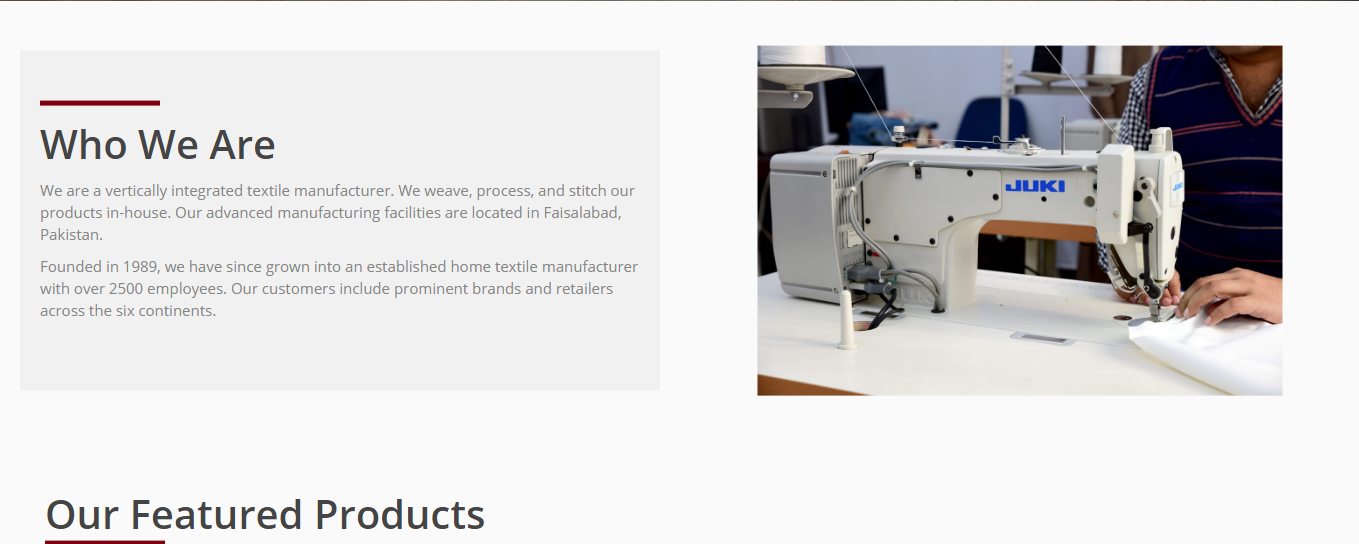 Who We Are
We are a vertically integrated textile manufacturer. We weave, process, and stitch our
products in-house. Our advanced manufacturing facilities are located in Faisalabad,
Pakistan.
Founded in 1989, we have since grown into an established home textile manufacturer
with over 2500 employees. Our customers include prominent brands and retailers
across the six continents.
JUKI
JUKI
Our Featured Products